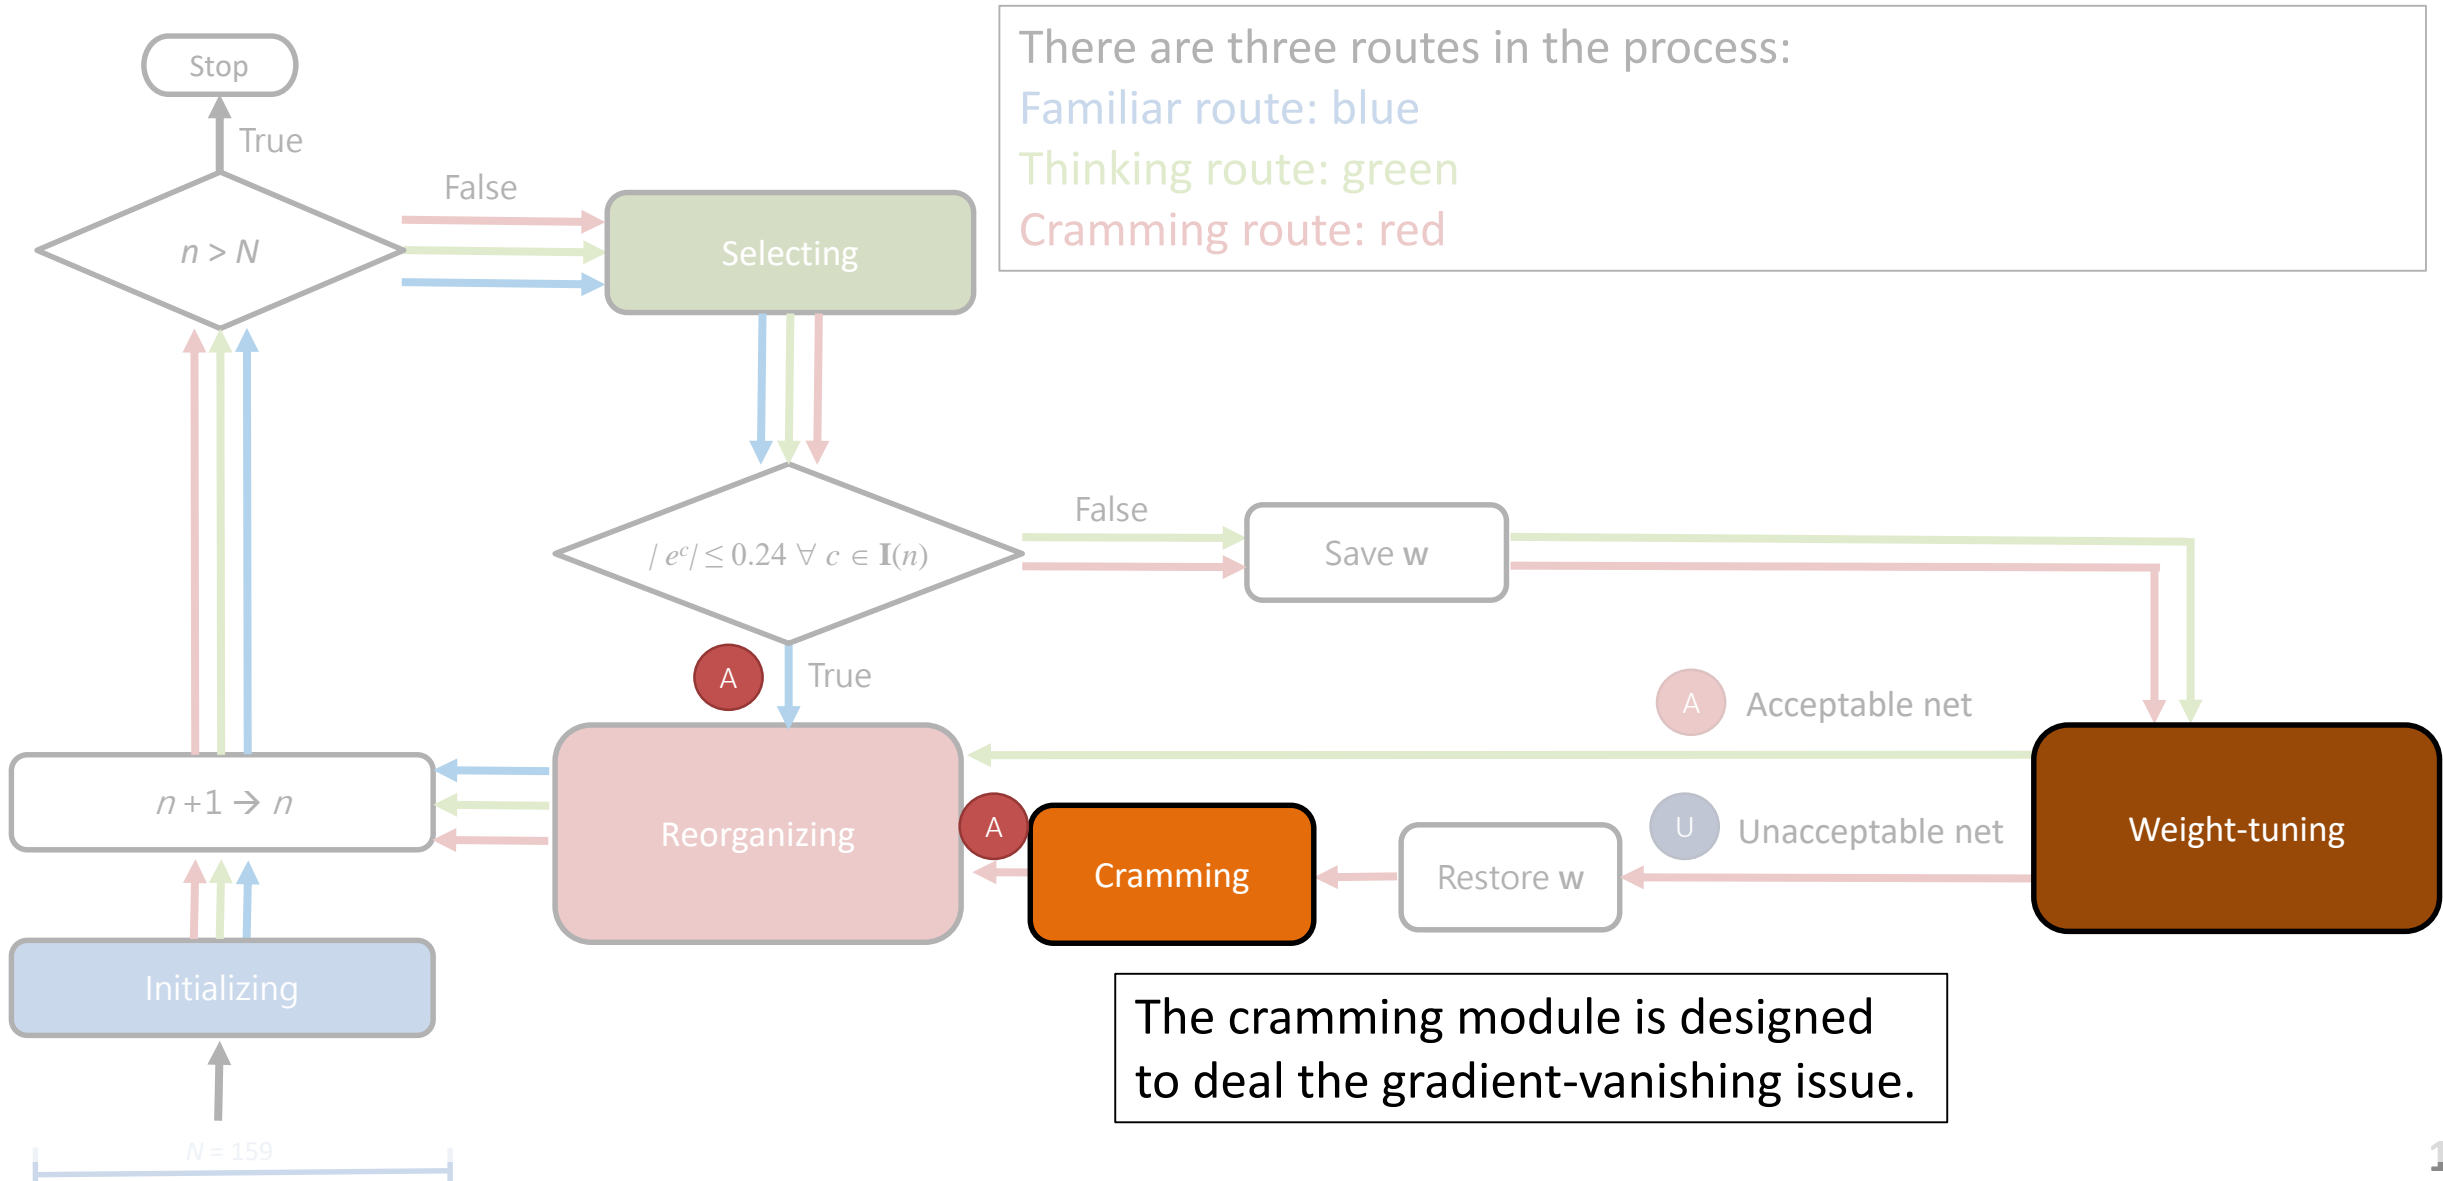 Stop
True
There are three routes in the process:
Familiar route: blue
Thinking route: green
Cramming route: red
False
n > N
Selecting
False
| e^c| ≤ 0.24 ∀ c ∈ I(n)
Save w
A
True
A Acceptable net
n +1 → n
Reorganizing
A
Cramming
U Unacceptable net
Restore w
Weight-tuning
Initializing
The cramming module is designed
to deal the gradient-vanishing issue.
N = 159
1